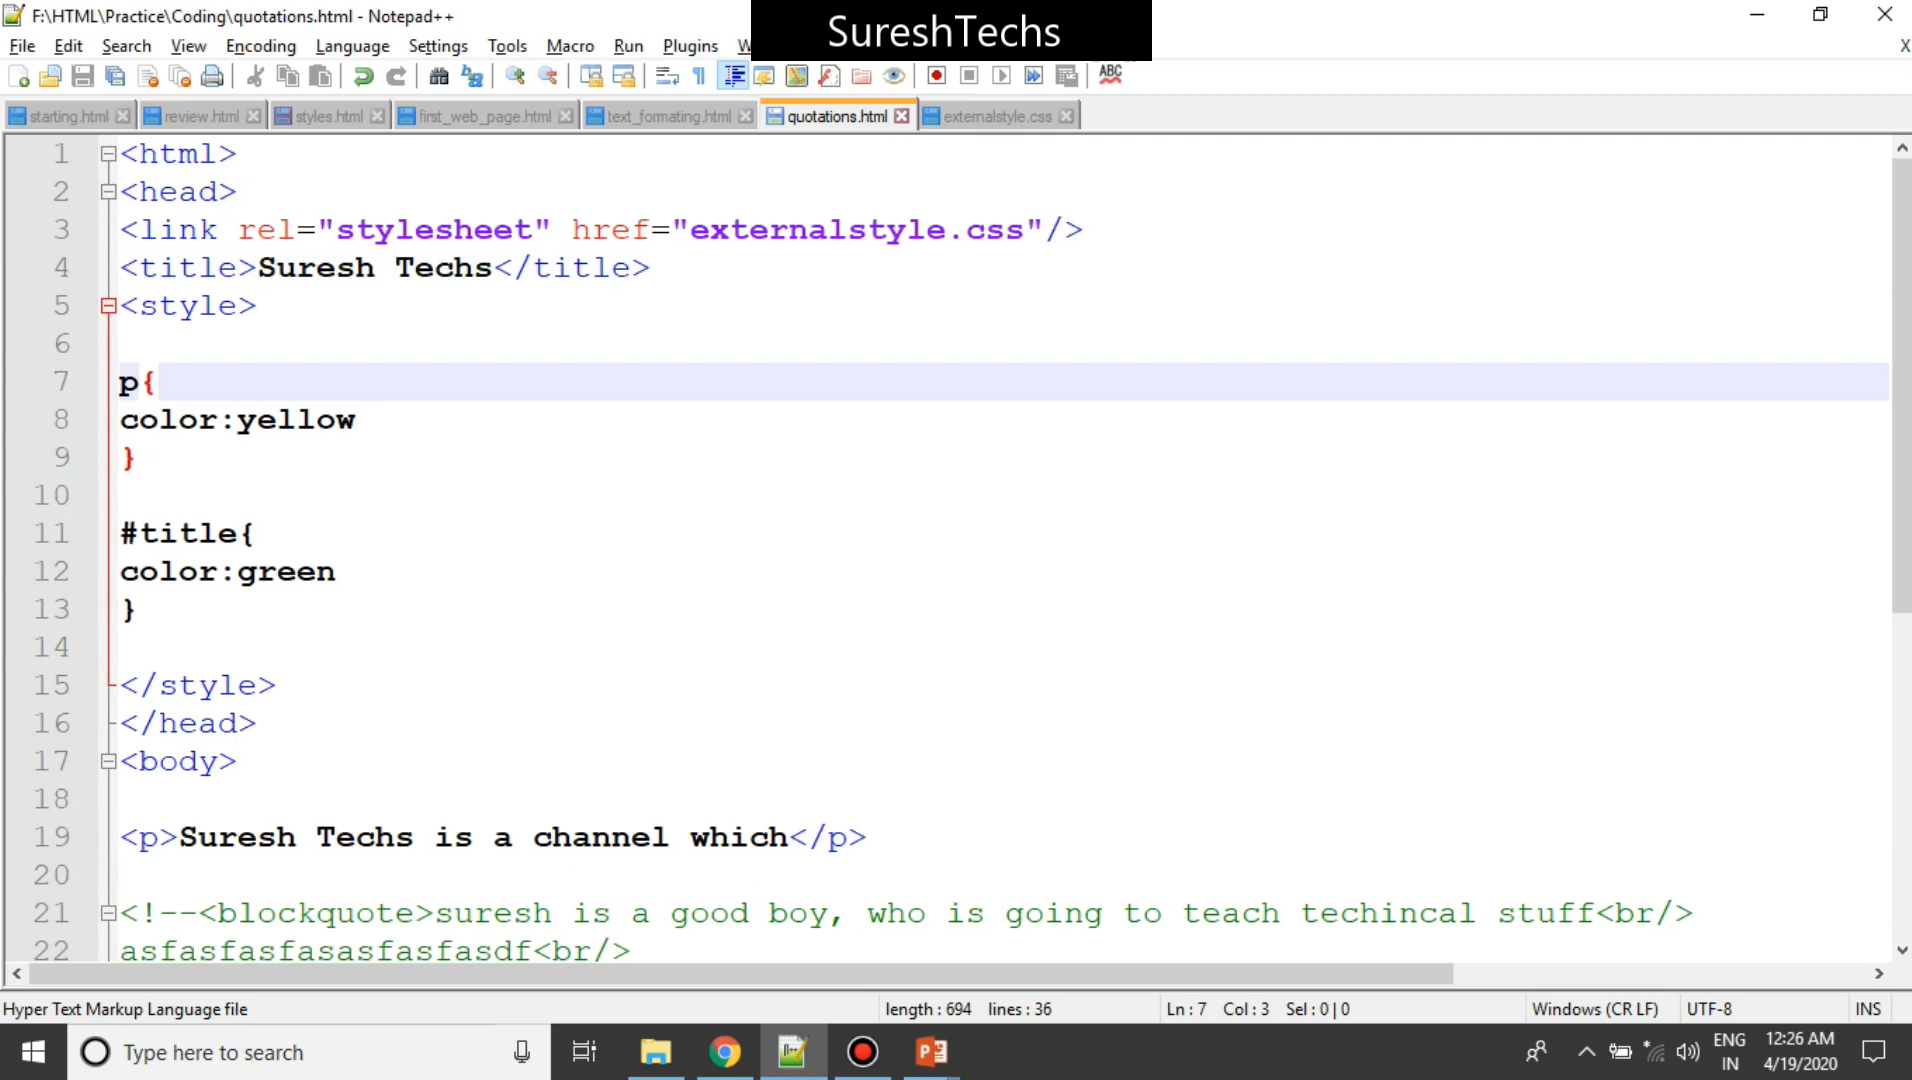 F:\HTML\Practice\Coding\quotations.html - Notepad++
SureshTechs
File Edit Search View Encoding Language Settings Tools Macro Run Plugins W
X
ABC
starting.html review.html styles.html first_web_page.html text_formating.html quotations.html externalstyle.css
1 <html>
2 <head>
3 <link rel="stylesheet" href="externalstyle.css"/>
4 <title>Suresh Techs</title>
5 <style>
6
7 p{
8 color:yellow
9 }
10
11 #title{
12 color:green
13 }
14
15 </style>
16 </head>
17 <body>
18
19 <p>Suresh Techs is a channel which</p>
20
21 <!--<blockquote>suresh is a good boy, who is going to teach techincal stuff<br/>
22 asfasfasfasasfasfasdf<br/>
Hyper Text Markup Language file length : 694 lines : 36 Ln : 7 Col : 3 Sel : 0 | 0 Windows (CR LF) UTF-8 INS
Type here to search
ENG
IN
12:26 AM
4/19/2020